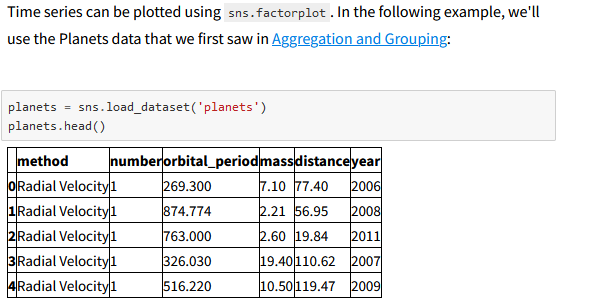 Time series can be plotted using sns.factorplot. In the following example, we'll
use the Planets data that we first saw in Aggregation and Grouping:
planets = sns.load_dataset('planets')
planets.head()
method number orbital_period mass distance year
0 Radial Velocity 1 269.300 7.10 77.40 2006
1 Radial Velocity 1 874.774 2.21 56.95 2008
2 Radial Velocity 1 763.000 2.60 19.84 2011
3 Radial Velocity 1 326.030 19.40 110.62 2007
4 Radial Velocity 1 516.220 10.50 119.47 2009